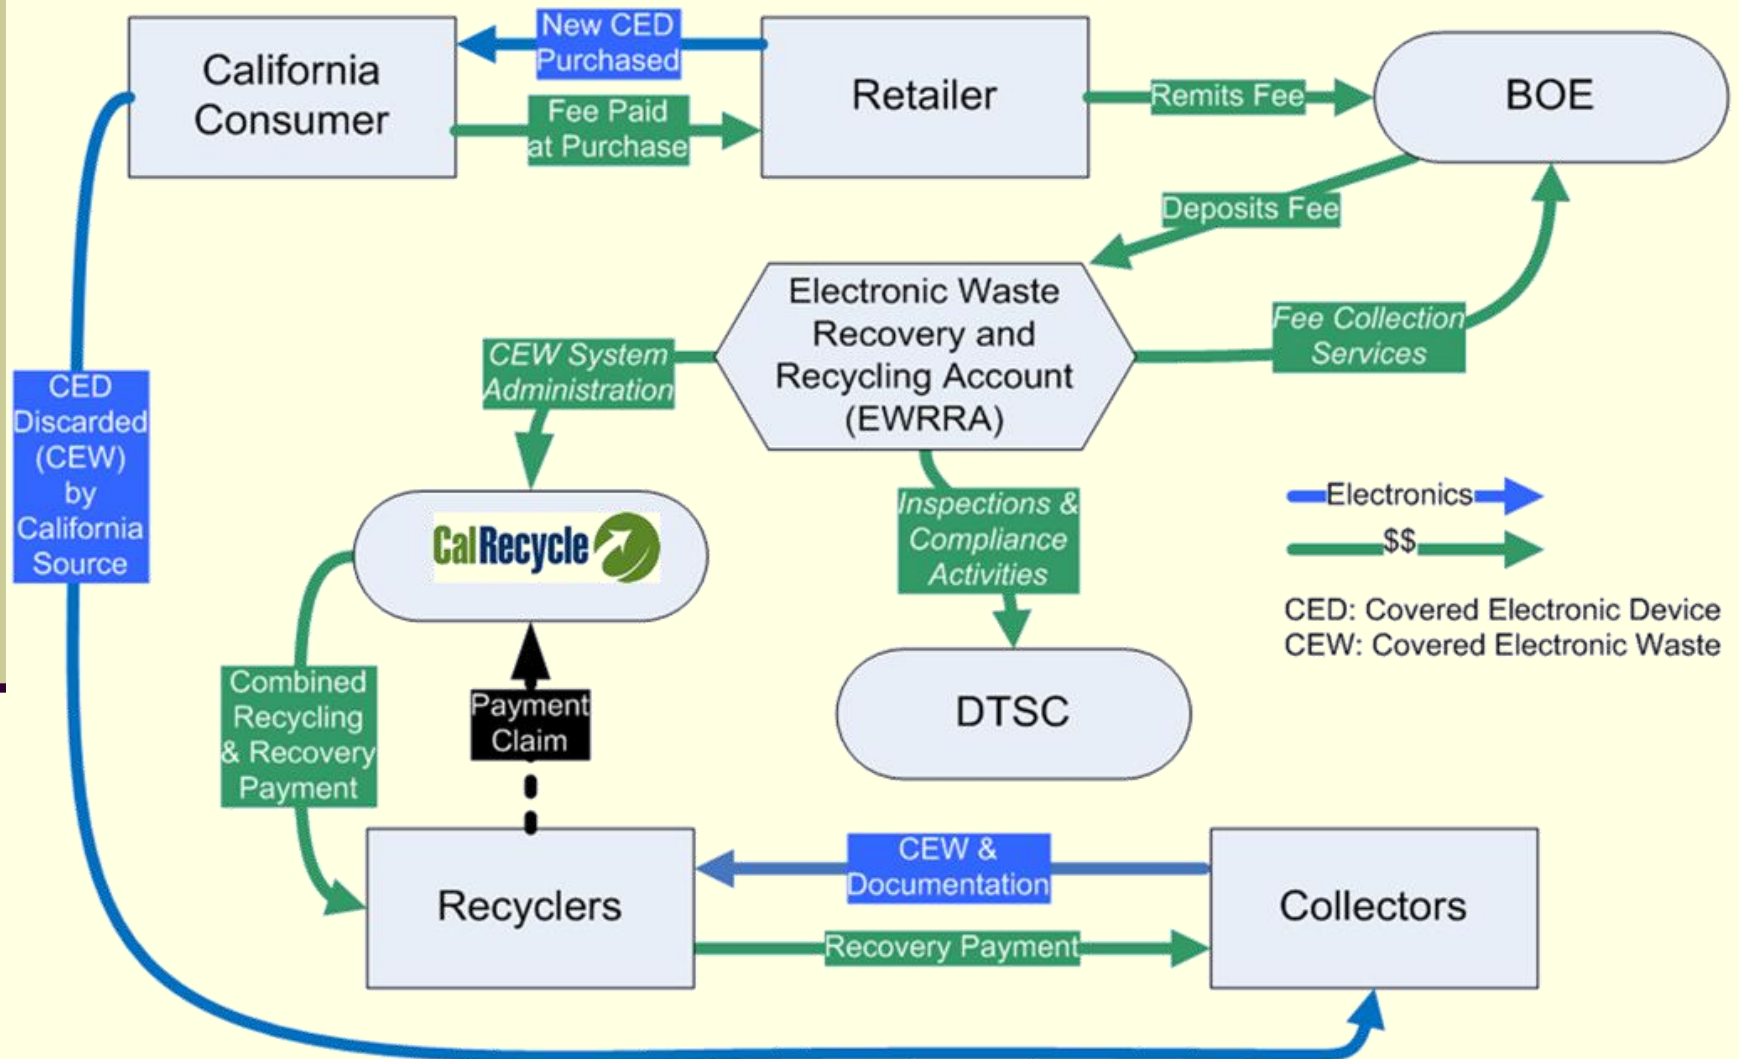 California
Consumer
New CED
Purchased
Fee Paid
at Purchase
Retailer
Remits Fee
BOE
Deposits Fee
Electronic Waste
Recovery and
Recycling Account
(EWRRA)
Fee Collection
Services
CEW System
Administration
CED
Discarded
(CEW)
by
California
Source
CalRecycle
Inspections &
Compliance
Activities
Electronics
$$
CED: Covered Electronic Device
CEW: Covered Electronic Waste
Combined
Recycling
& Recovery
Payment
Payment
Claim
DTSC
Recyclers
CEW &
Documentation
Recovery Payment
Collectors